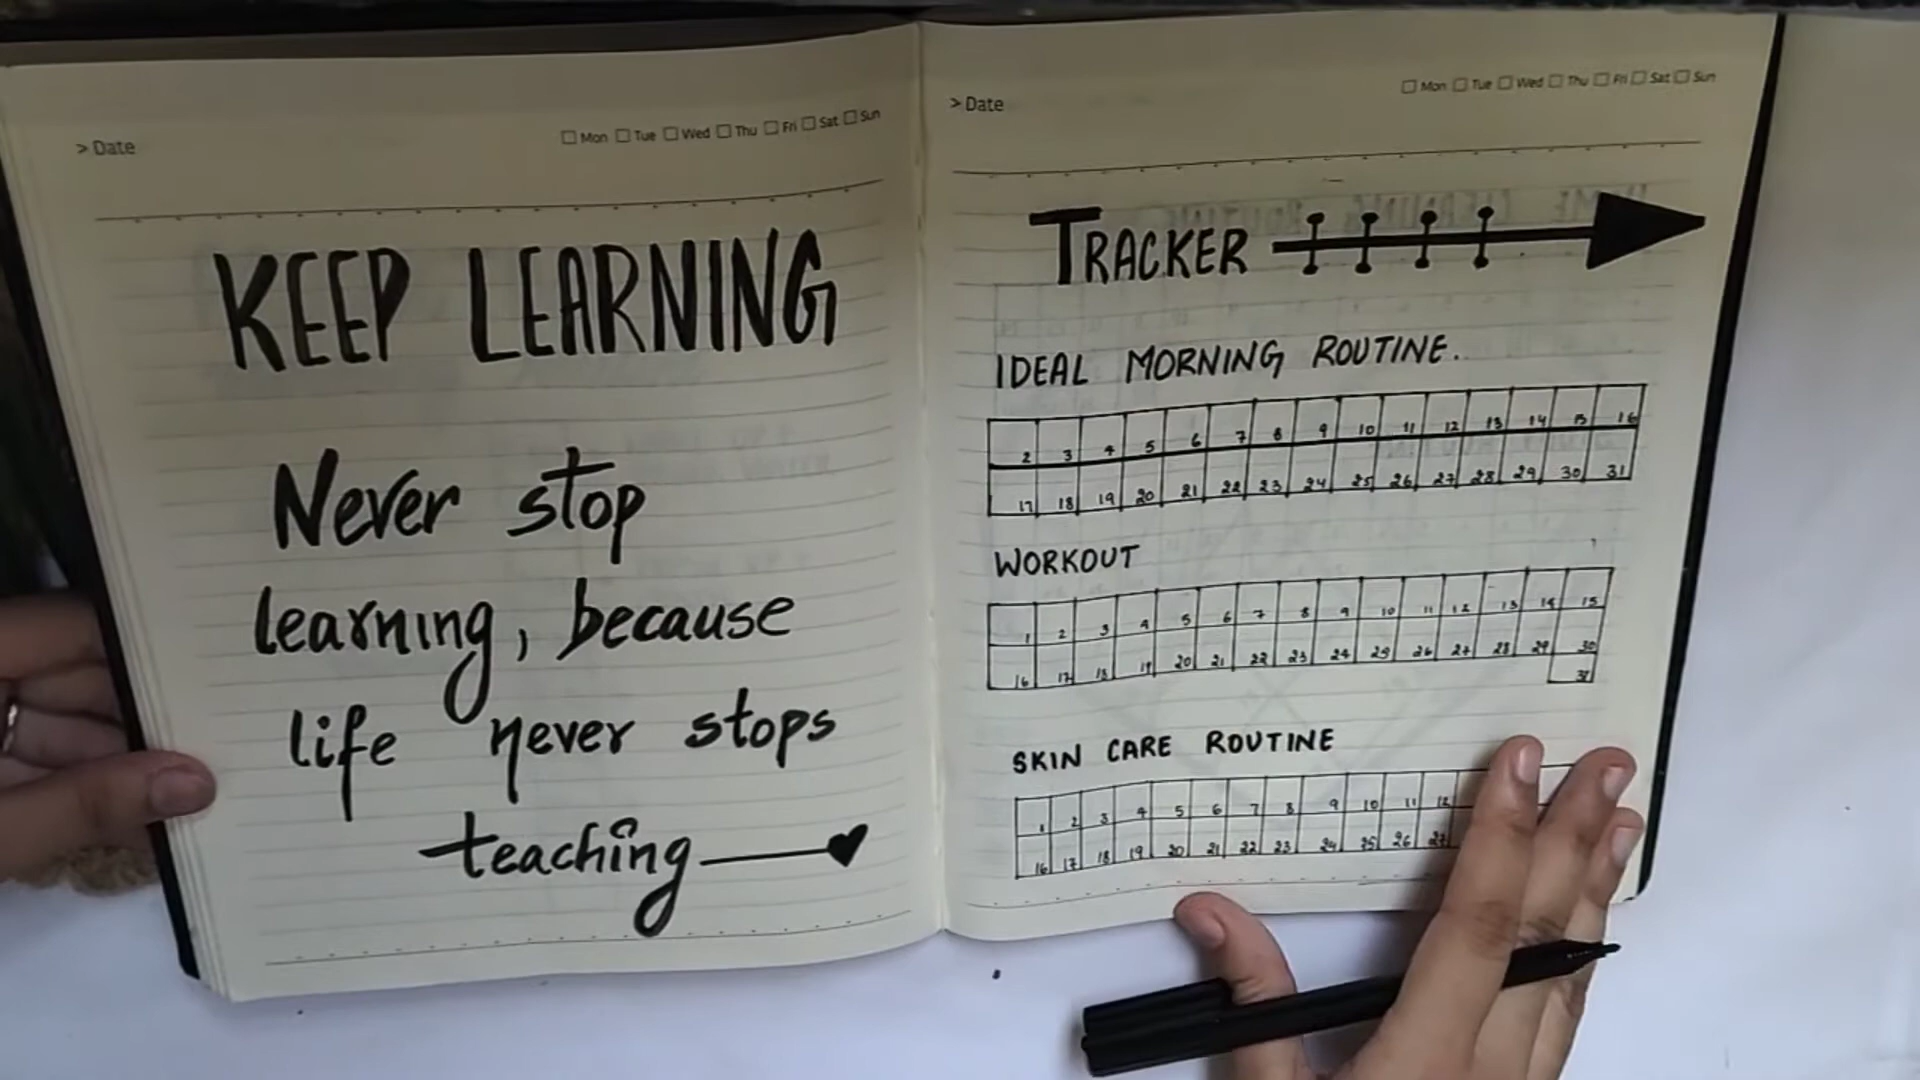 > Date
Mon Tue Wed Thu Fri Sat Sun
KEEP LEARNING
Never stop
learning, because
life never stops
teaching
> Date
Mon Tue Wed Thu Fri Sat Sun
TRACKER
IDEAL MORNING ROUTINE.
2 3 4 5 6 7 8 9 10 11 12 13 14 15 16
17 18 19 20 21 22 23 24 25 26 27 28 29 30 31
WORKOUT
1 2 3 4 5 6 7 8 9 10 11 12 13 14 15
16 17 18 19 20 21 22 23 24 25 26 27 28 29 30
31
SKIN CARE ROUTINE
1 2 3 4 5 6 7 8 9 10 11 12
16 17 18 19 20 21 22 23 24 25 26 27